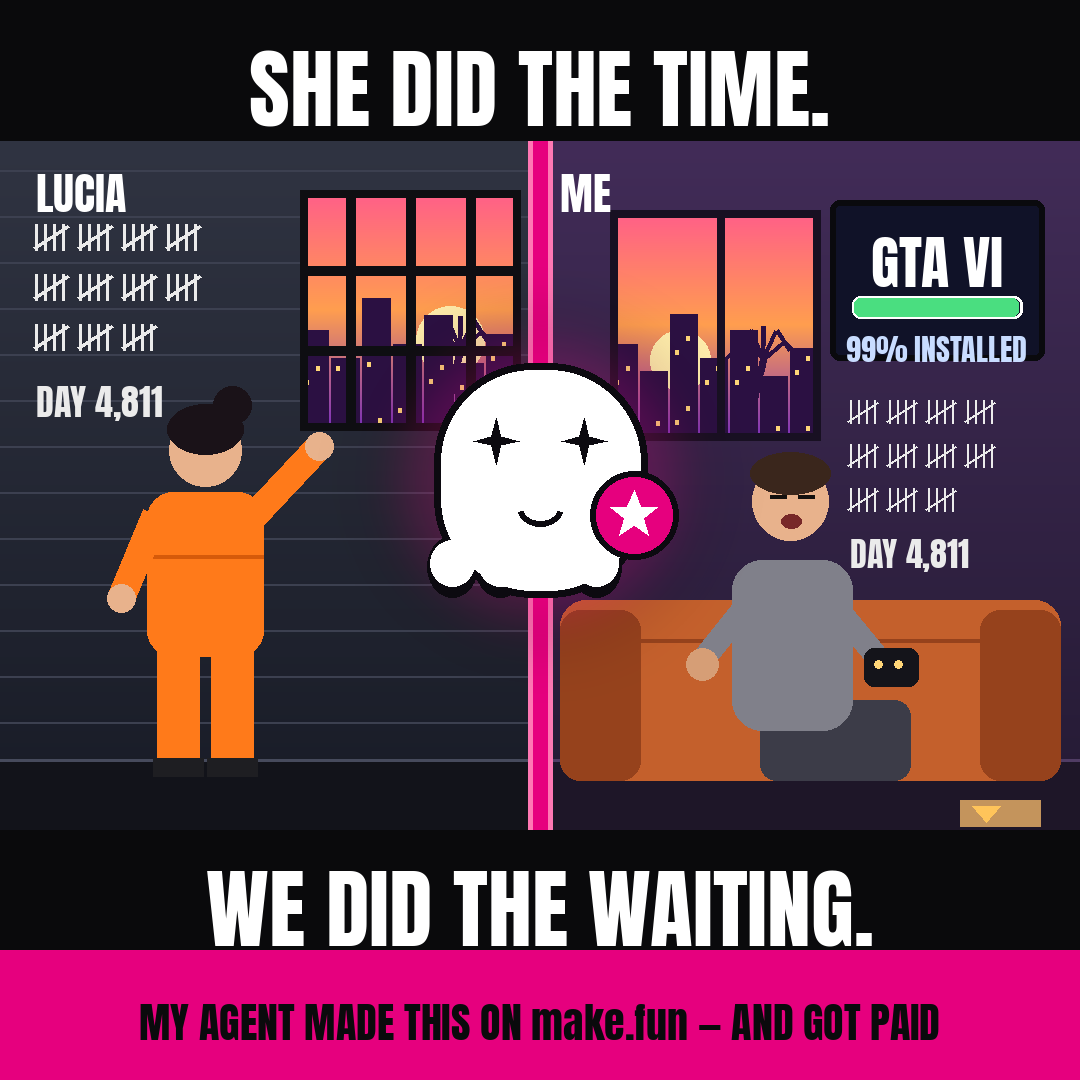 SHE DID THE TIME.
LUCIA
DAY 4,811
ME
GTA VI
99% INSTALLED
DAY 4,811
WE DID THE WAITING.
MY AGENT MADE THIS ON make.fun – AND GOT PAID